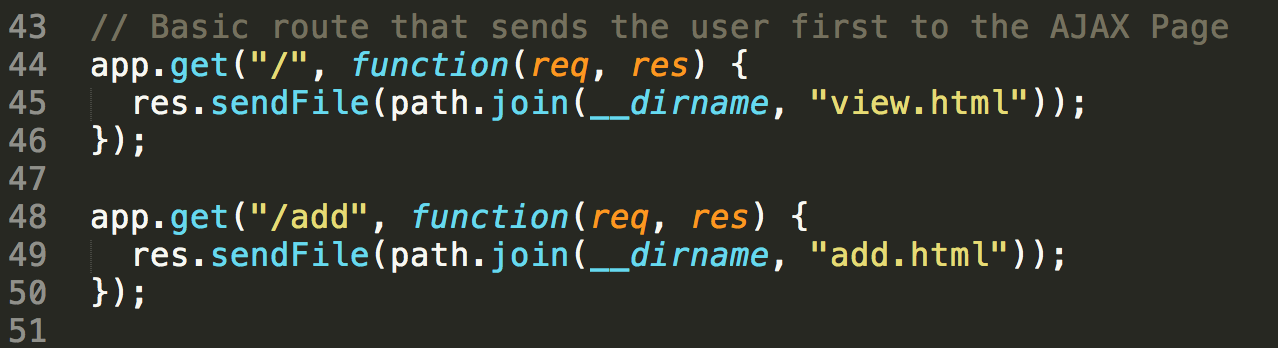 43 // Basic route that sends the user first to the AJAX Page
44 app.get("/", function(req, res) {
45   res.sendFile(path.join(__dirname, "view.html"));
46 });
47
48 app.get("/add", function(req, res) {
49   res.sendFile(path.join(__dirname, "add.html"));
50 });
51